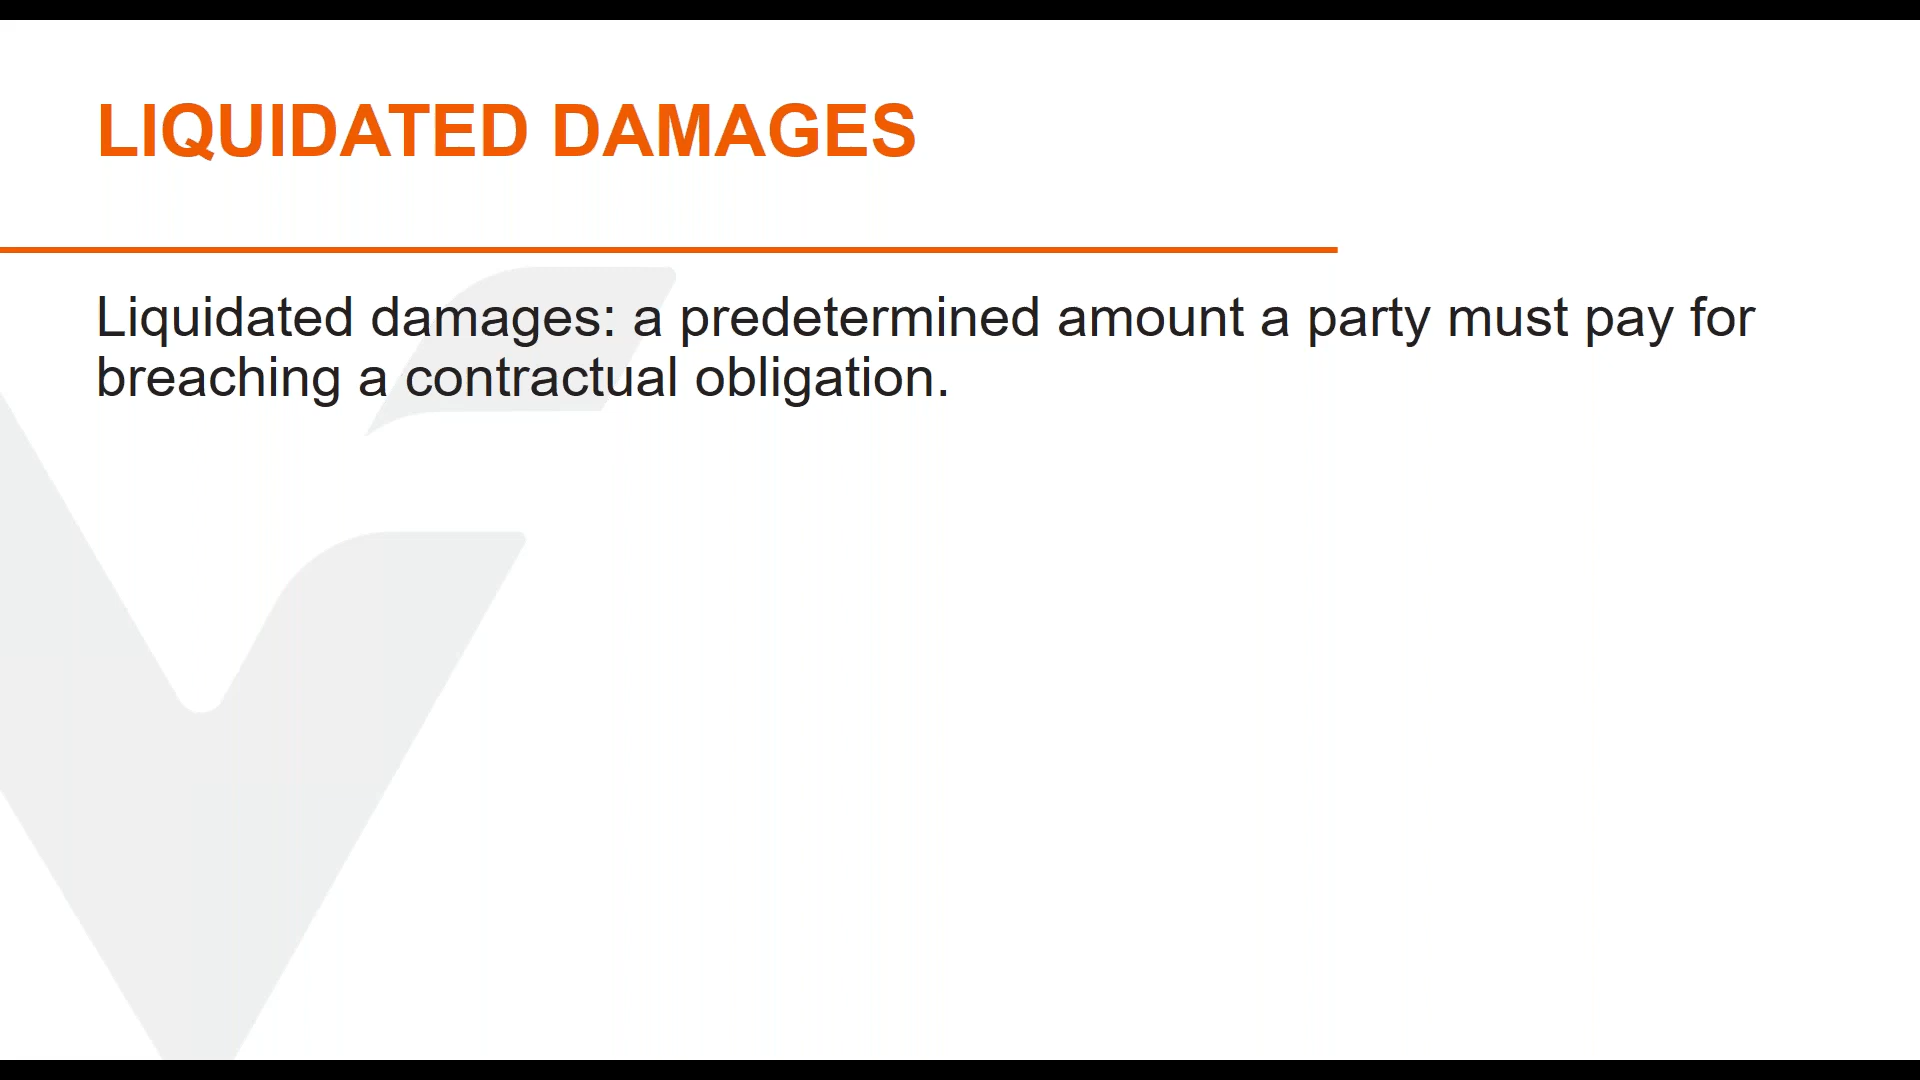 LIQUIDATED DAMAGES
Liquidated damages: a predetermined amount a party must pay for
breaching a contractual obligation.